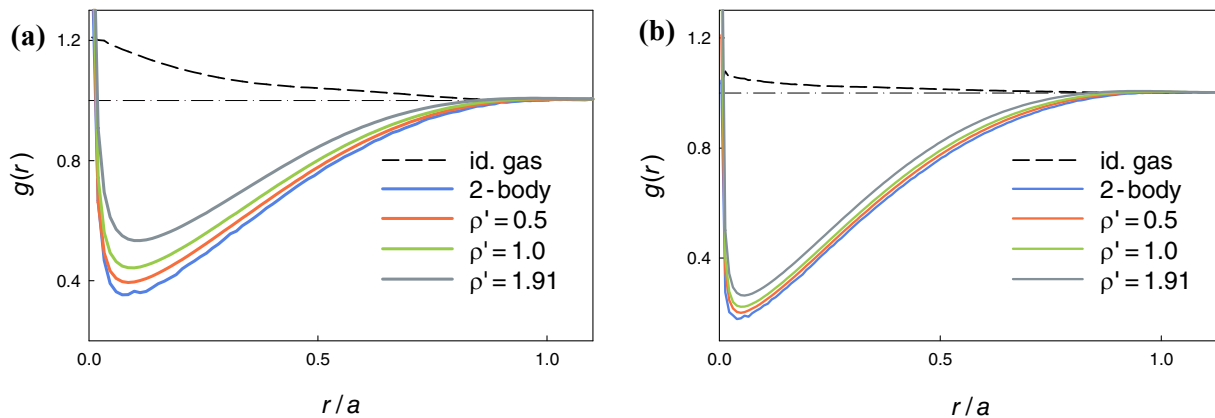 (a)
1.2
0.8
0.4
g(r)
id. gas
2-body
ρ' = 0.5
ρ' = 1.0
ρ' = 1.91
0.0
0.5
1.0
r / a
(b)
1.2
0.8
0.4
g(r)
id. gas
2-body
ρ' = 0.5
ρ' = 1.0
ρ' = 1.91
0.0
0.5
1.0
r / a